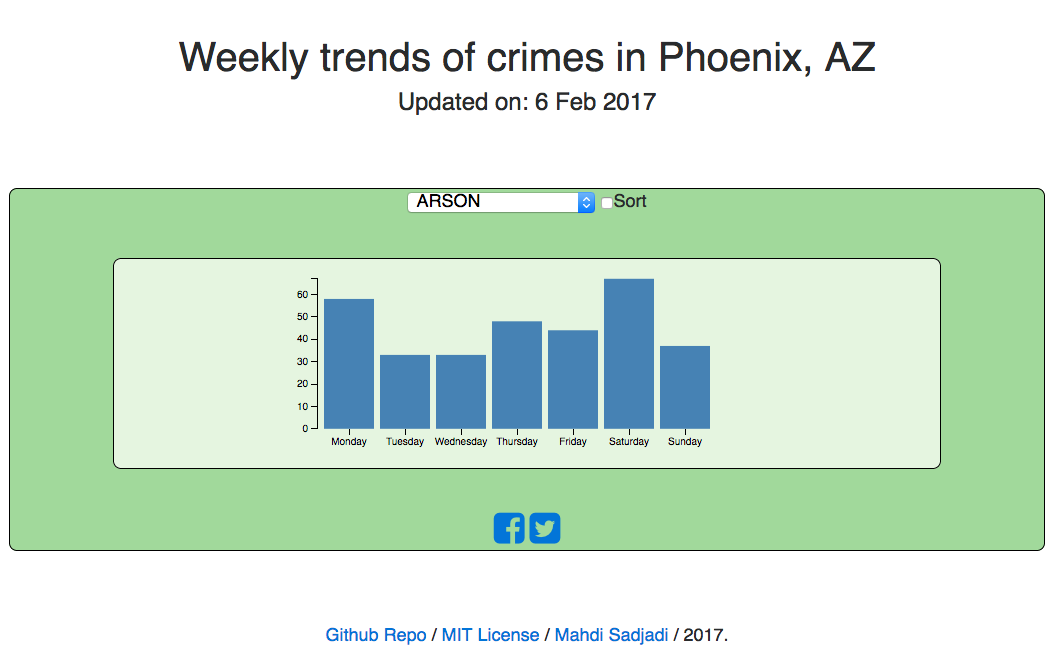 Weekly trends of crimes in Phoenix, AZ
Updated on: 6 Feb 2017
ARSON Sort
60
50
40
30
20
10
0
Monday Tuesday Wednesday Thursday Friday Saturday Sunday
Github Repo / MIT License / Mahdi Sadjadi / 2017.